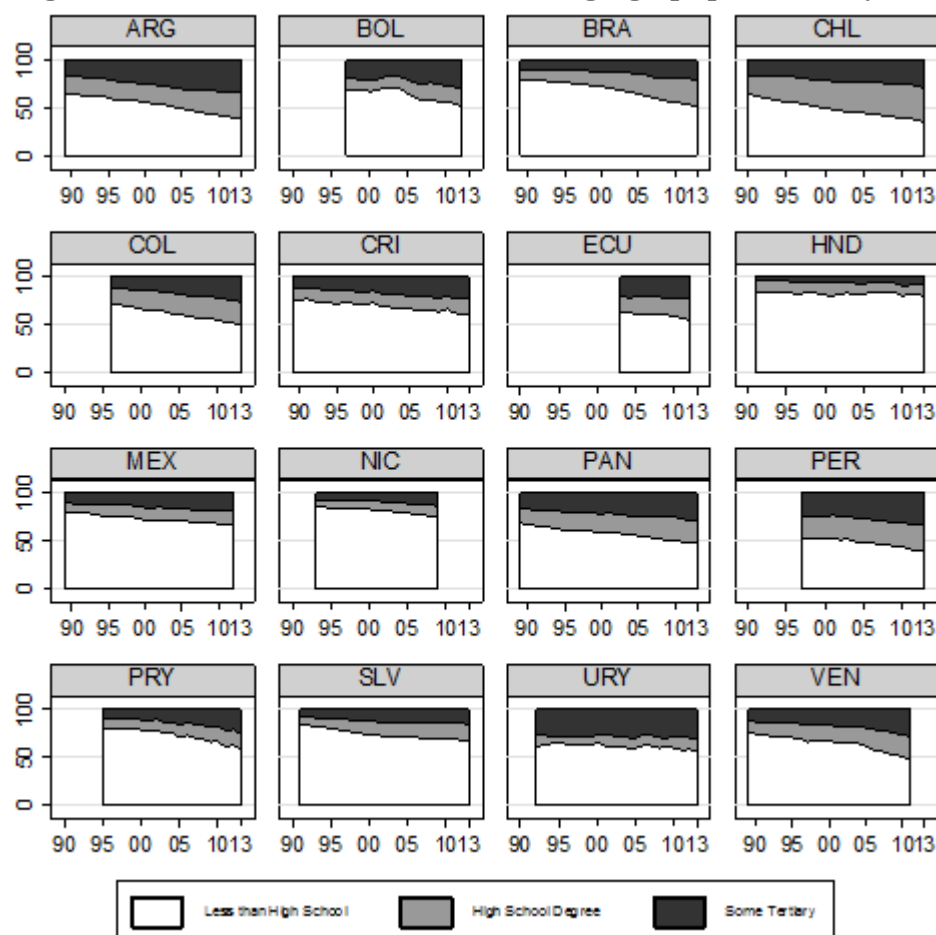 ARG BOL BRA CHL
0 50 100
90 95 00 05 1013 90 95 00 05 1013 90 95 00 05 1013 90 95 00 05 1013
COL CRI ECU HND
0 50 100
90 95 00 05 1013 90 95 00 05 1013 90 95 00 05 1013 90 95 00 05 1013
MEX NIC PAN PER
0 50 100
90 95 00 05 1013 90 95 00 05 1013 90 95 00 05 1013 90 95 00 05 1013
PRY SLV URY VEN
0 50 100
90 95 00 05 1013 90 95 00 05 1013 90 95 00 05 1013 90 95 00 05 1013
Less than High School High School Degree Some Tertiary